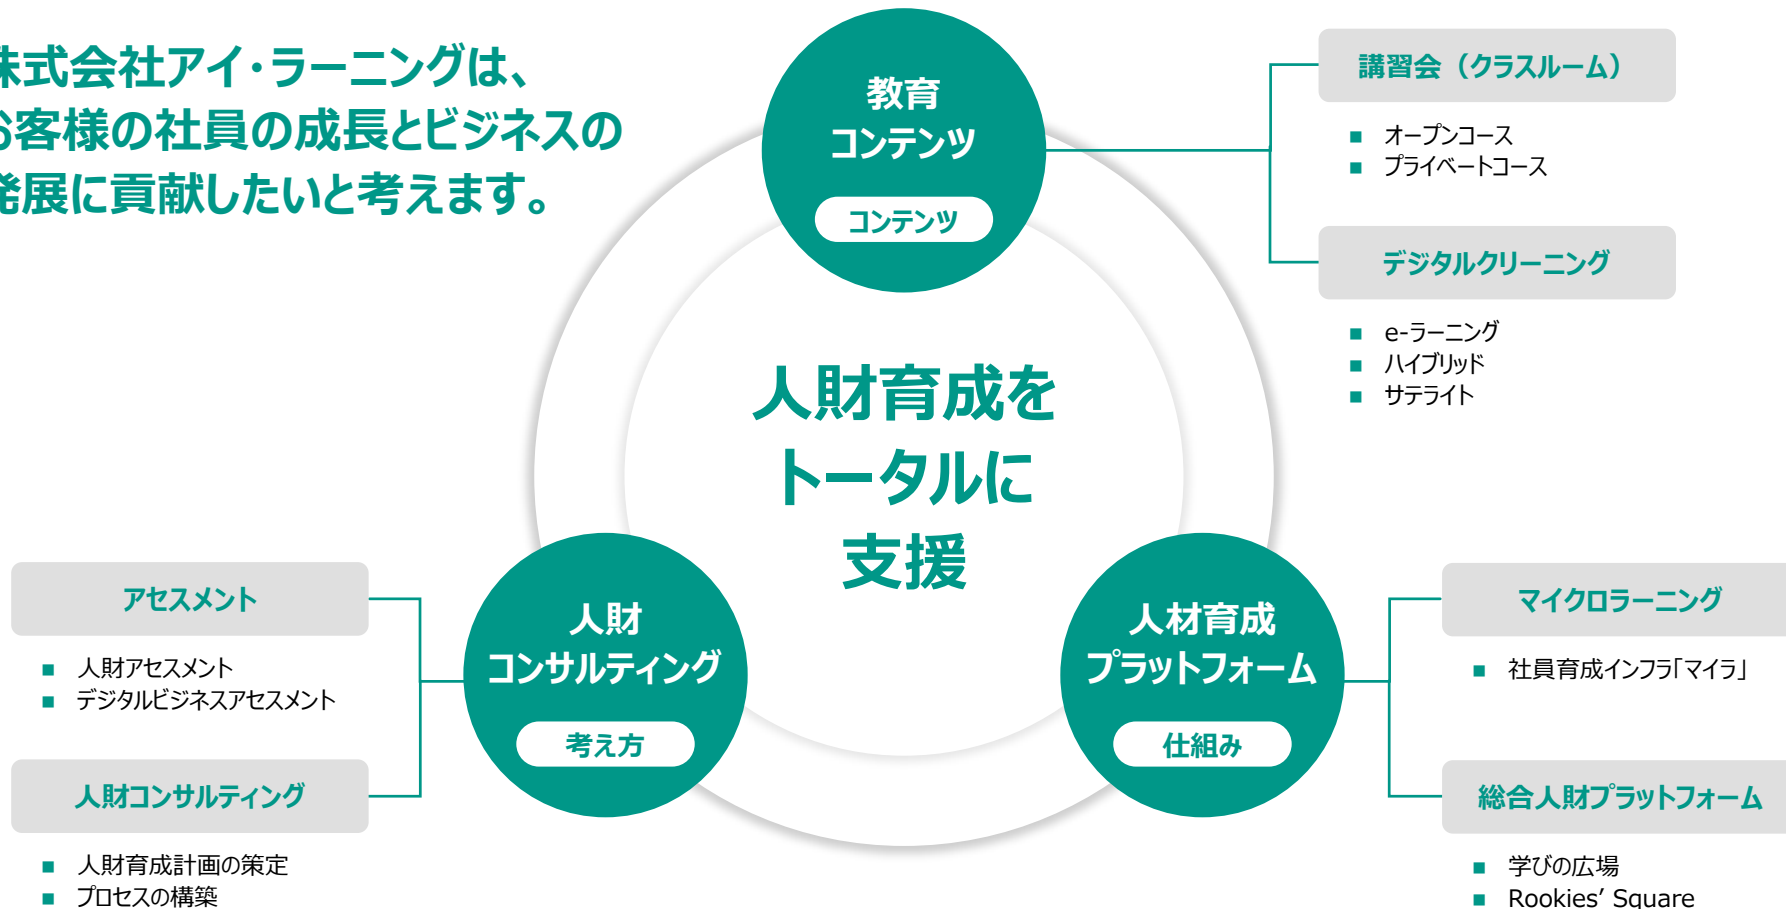 株式会社アイ・ラーニングは、
お客様の社員の成長とビジネスの
発展に貢献したいと考えます。
教育
コンテンツ
コンテンツ
講習会（クラスルーム）
■ オープンコース
■ プライベートコース
デジタルクリーニング
■ e-ラーニング
■ ハイブリッド
■ サテライト
人財育成を
トータルに
支援
アセスメント
■ 人財アセスメント
■ デジタルビジネスアセスメント
人財コンサルティング
■ 人財育成計画の策定
■ プロセスの構築
人財
コンサルティング
考え方
人材育成
プラットフォーム
仕組み
マイクロラーニング
■ 社員育成インフラ「マイラ」
総合人財プラットフォーム
■ 学びの広場
■ Rookies’ Square